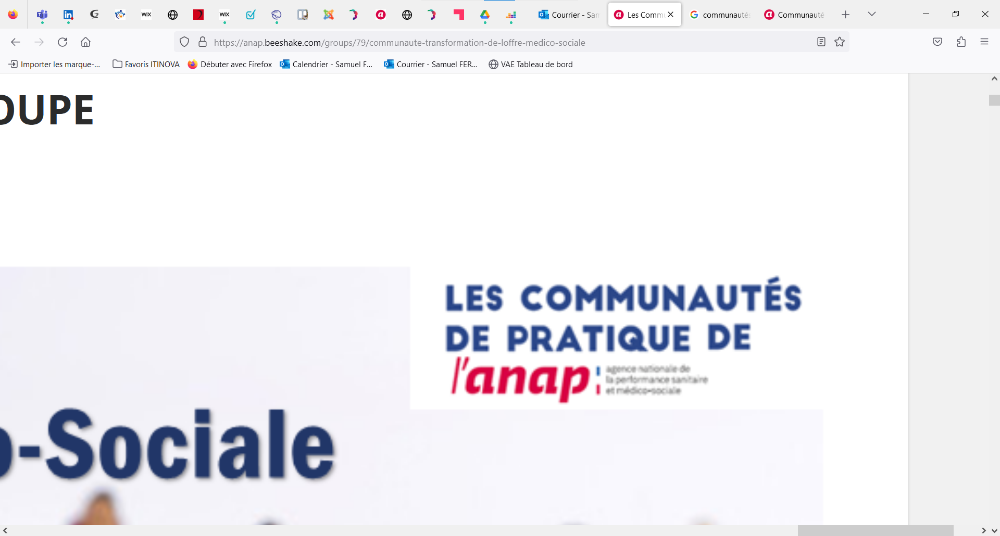 Courrier - Sam
Les Comm
communautés
Communauté
https://anap.beeshake.com/groups/79/communaute-transformation-de-loffre-medico-sociale
Importer les marque-...
Favoris ITINOVA
Débuter avec Firefox
Calendrier - Samuel F...
Courrier - Samuel FER...
VAE Tableau de bord
OUPE
LES COMMUNAUTÉS
DE PRATIQUE DE
l'anap
agence nationale de
la performance sanitaire
et médico-sociale
o-Sociale